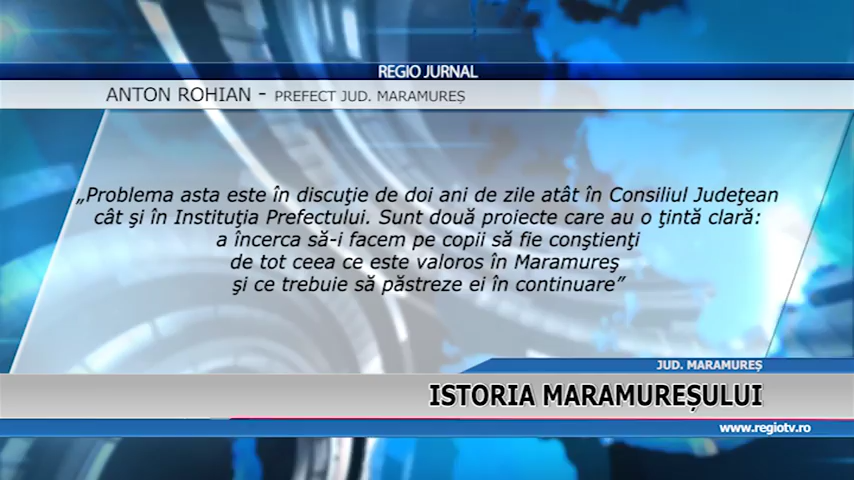 REGIO JURNAL
ANTON ROHIAN - PREFECT JUD. MARAMUREȘ
„Problema asta este în discuţie de doi ani de zile atât în Consiliul Judeţean
cât şi în Instituţia Prefectului. Sunt două proiecte care au o ţintă clară:
a încerca să-i facem pe copii să fie conştienţi
de tot ceea ce este valoros în Maramureş
şi ce trebuie să păstreze ei în continuare”
JUD. MARAMUREȘ
ISTORIA MARAMUREȘULUI
www.regiotv.ro